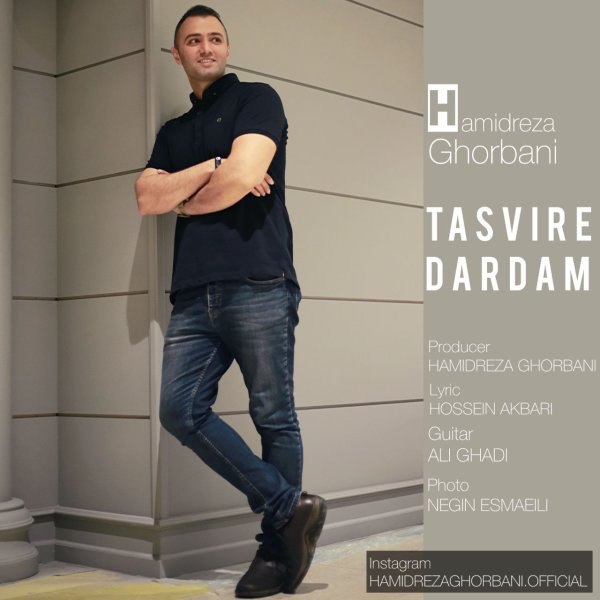 Hamidreza
Ghorbani
TASVIRE
DARDAM
Producer
HAMIDREZA GHORBANI
Lyric
HOSSEIN AKBARI
Guitar
ALI GHADI
Photo
NEGIN ESMAEILI
Instagram
HAMIDREZAGHORBANI.OFFICIAL